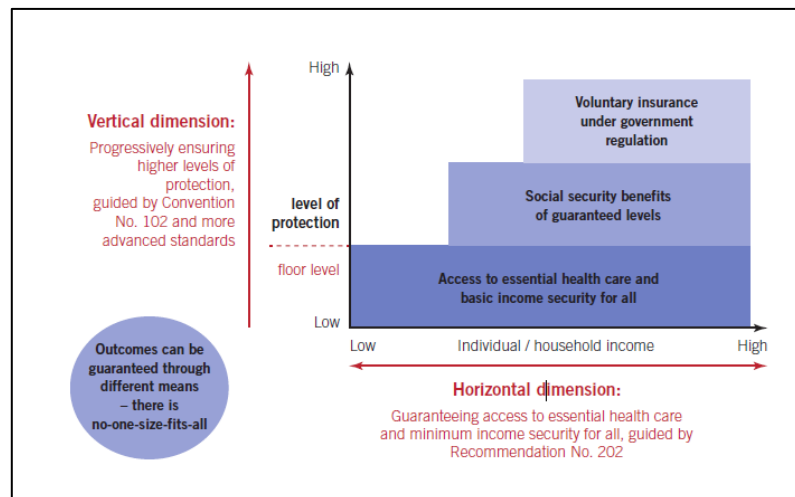 Vertical dimension:
Progressively ensuring
higher levels of
protection,
guided by Convention
No. 102 and more
advanced standards
Outcomes can be
guaranteed through
different means
– there is
no-one-size-fits-all
High
level of
protection
floor level
Low
Voluntary insurance
under government
regulation
Social security benefits
of guaranteed levels
Access to essential health care and
basic income security for all
Low
Individual / household income
High
Horizontal dimension:
Guaranteeing access to essential health care
and minimum income security for all, guided by
Recommendation No. 202